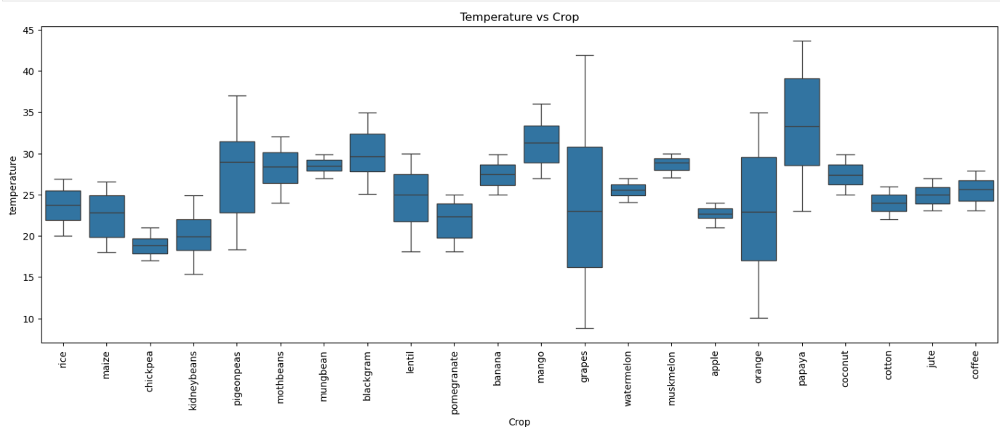 Temperature vs Crop
45
40
35
30
25
20
15
10
temperature
rice
maize
chickpea
kidneybeans
pigeonpeas
mothbeans
mungbean
blackgram
lentil
pomegranate
banana
mango
grapes
watermelon
muskmelon
apple
orange
papaya
coconut
cotton
jute
coffee
Crop